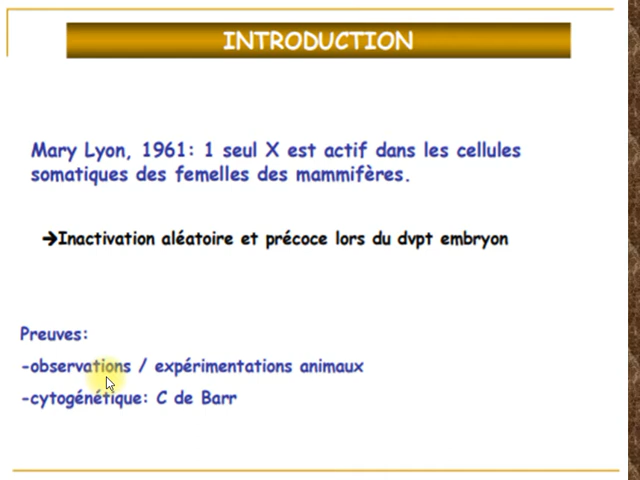 INTRODUCTION
Mary Lyon, 1961: 1 seul X est actif dans les cellules
somatiques des femelles des mammifères.
➔Inactivation aléatoire et précoce lors du dvpt embryon
Preuves:
-observations / expérimentations animaux
-cytogénétique: C de Barr